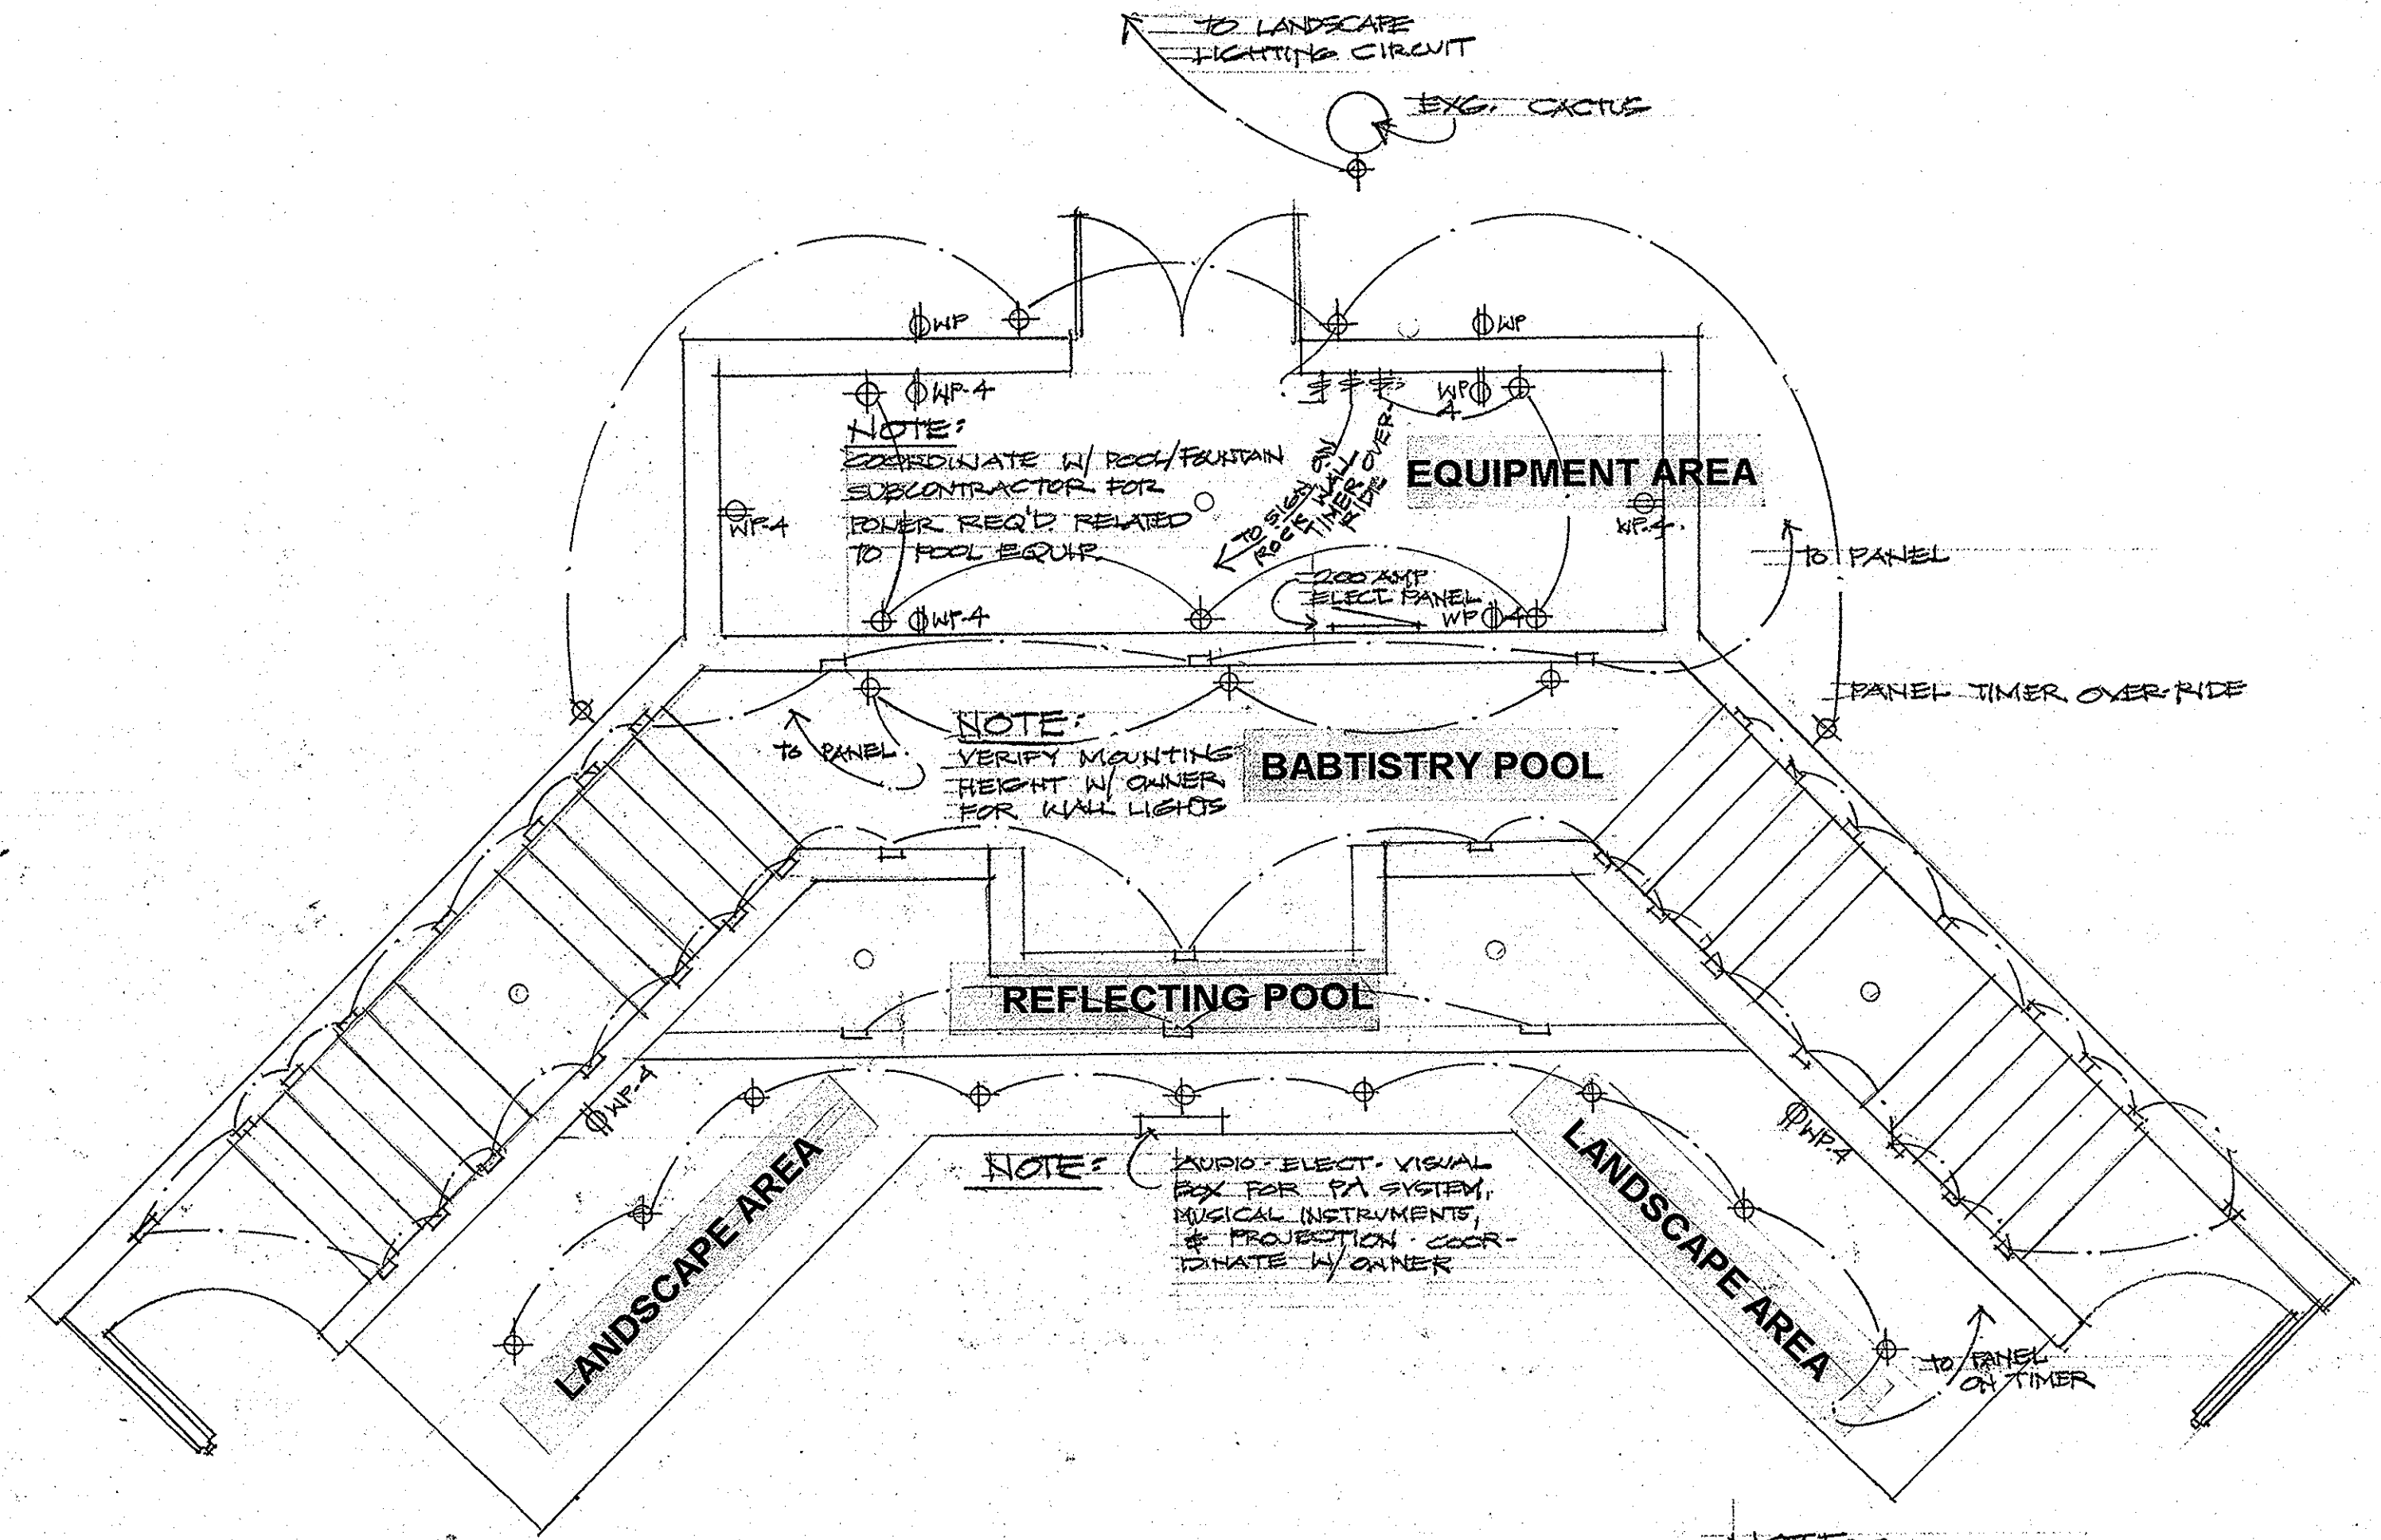 TO LANDSCAPE
LIGHTING CIRCUIT
EXG. CACTUS
WP
WP
WP-4
WP
4
NOTE:
COORDINATE W/ POOL/FOUNTAIN
SUBCONTRACTOR FOR
POWER REQ'D. RELATED
TO POOL EQUIP.
TO SIGN ON
ROCK WALL
TIMER OVER-
RIDE
EQUIPMENT AREA
WP-4
WP-4.
TO PANEL
200 AMP
ELECT. PANEL
WP-4
WP 4
PANEL TIMER OVER-RIDE
TO PANEL.
NOTE:
VERIFY MOUNTING
HEIGHT W/ OWNER
FOR WALL LIGHTS
BABTISTRY POOL
REFLECTING POOL
WP-4
WP-4
LANDSCAPE AREA
LANDSCAPE AREA
NOTE:
AUDIO-ELECT-VISUAL
BOX FOR PA SYSTEM,
MUSICAL INSTRUMENTS,
& PROJECTION - COOR-
DINATE W/ OWNER
TO PANEL
ON TIMER